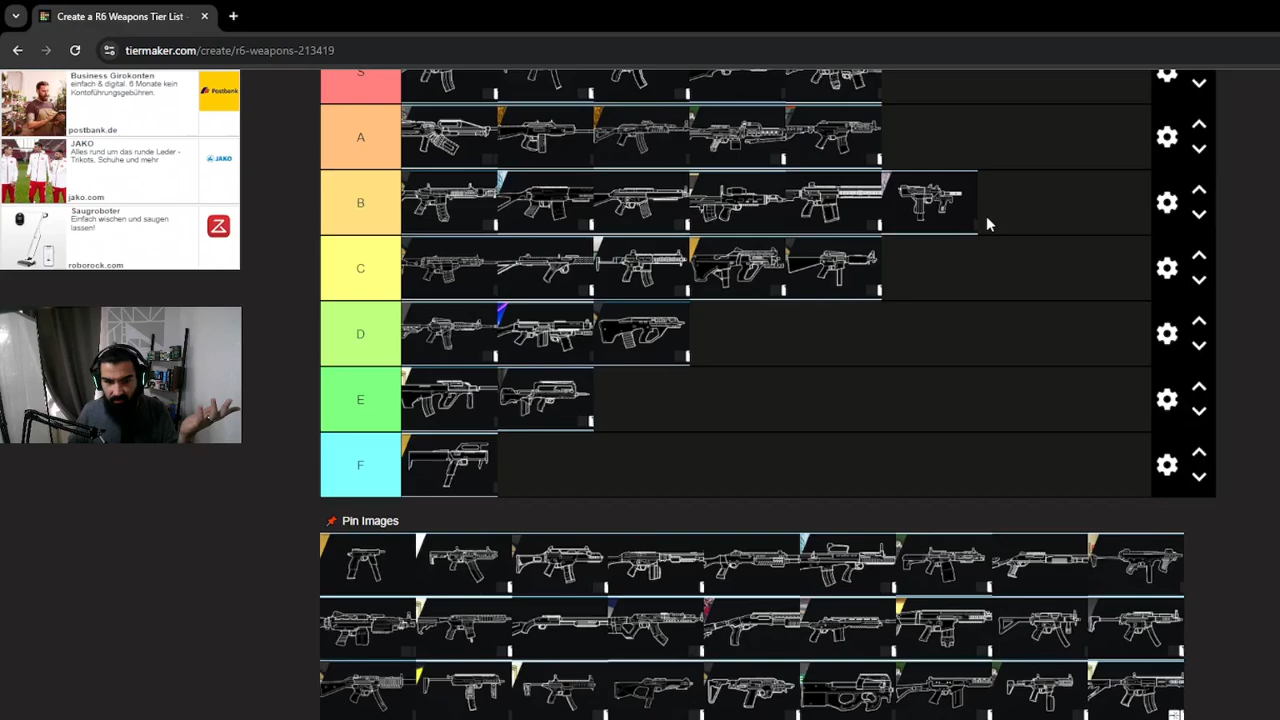 Create a R6 Weapons Tier List -
tiermaker.com/create/r6-weapons-213419
Business Girokonten
einfach & digital. 6 Monate kein
Kontoführungsgebühren.
Postbank
postbank.de
JAKO
Alles rund um das runde Leder -
Trikots, Schuhe und mehr
JAKO
jako.com
Saugroboter
Einfach wischen und saugen
lassen!
roborock.com
S
A
B
C
D
E
F
Pin Images